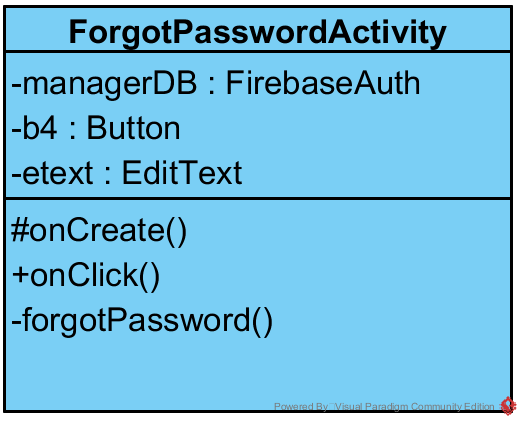 ForgotPasswordActivity
-managerDB : FirebaseAuth
-b4 : Button
-etext : EditText
#onCreate()
+onClick()
-forgotPassword()
Powered By Visual Paradigm Community Edition